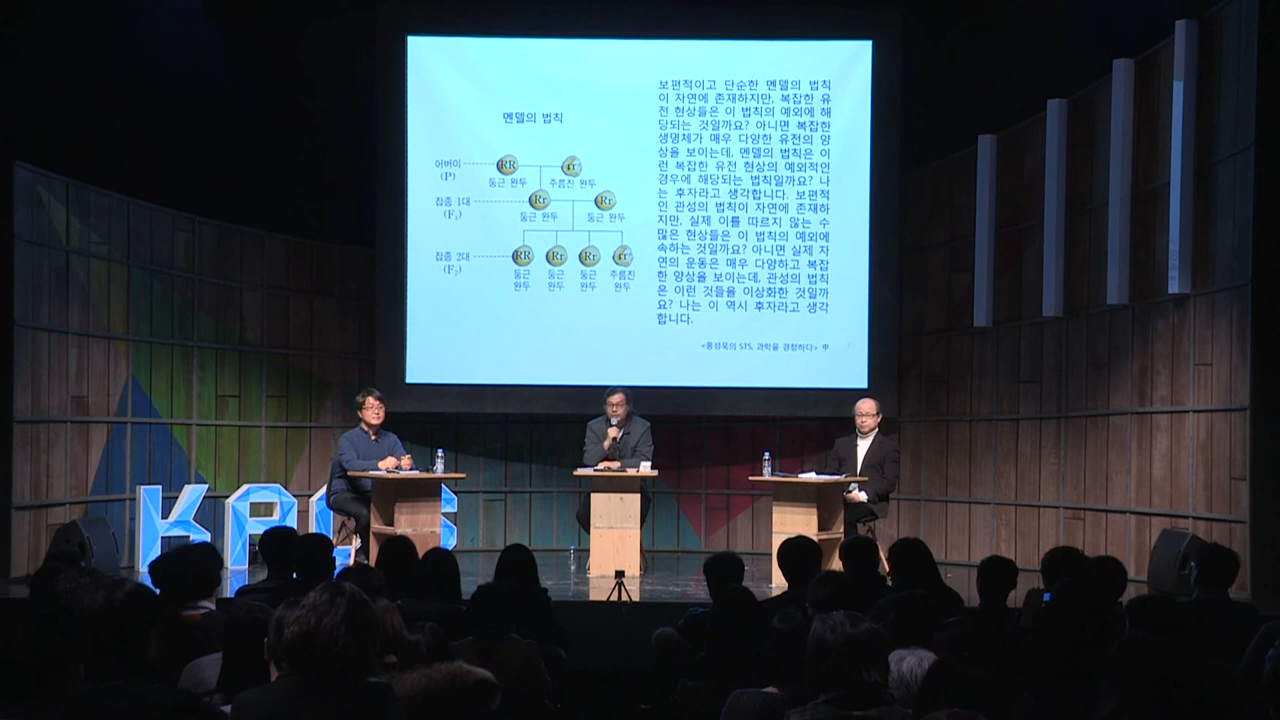 멘델의 법칙
어버이
(P)
RR
rr
둥근 완두
주름진 완두
잡종 1대
(F₁)
Rr
Rr
둥근 완두
둥근 완두
잡종 2대
(F₂)
RR
Rr
Rr
rr
둥근
완두
둥근
완두
둥근
완두
주름진
완두
보편적이고 단순한 멘델의 법칙
이 자연에 존재하지만, 복잡한 유
전 현상들은 이 법칙의 예외에 해
당되는 것일까요? 아니면 복잡한
생명체가 매우 다양한 유전의 양
상을 보이는데, 멘델의 법칙은 이
런 복잡한 유전 현상의 예외적인
경우에 해당되는 법칙일까요? 나
는 후자라고 생각합니다. 보편적
인 관성의 법칙이 자연에 존재하
지만, 실제 이를 따르지 않는 수
많은 현상들은 이 법칙의 예외에
속하는 것일까요? 아니면 실제 자
연의 운동은 매우 다양하고 복잡
한 양상을 보이는데, 관성의 법칙
은 이런 것들을 이상화한 것일까
요? 나는 이 역시 후자라고 생각
합니다.
<홍성욱의 STS, 과학을 경청하다> 中
KAOS